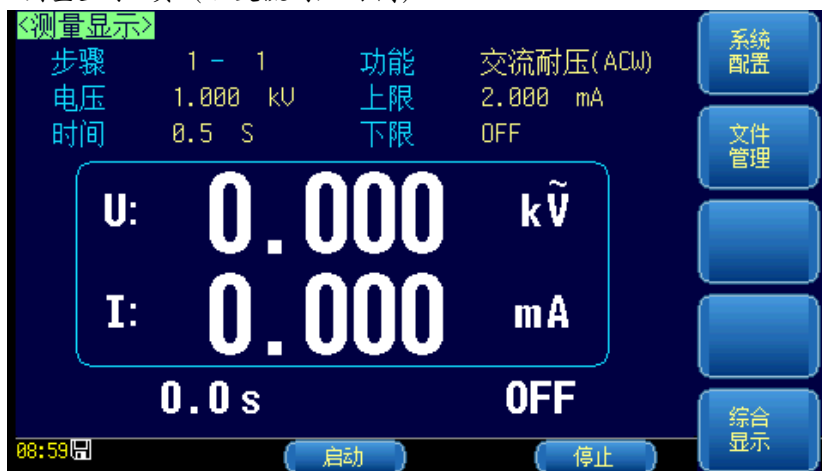 <测量显示>
步骤 1 - 1 功能 交流耐压(ACW)
电压 1.000 kV 上限 2.000 mA
时间 0.5 S 下限 OFF
U: 0.000 kṼ
I: 0.000 mA
0.0 s OFF
08:59 启动 停止
系统
配置
文件
管理
综合
显示